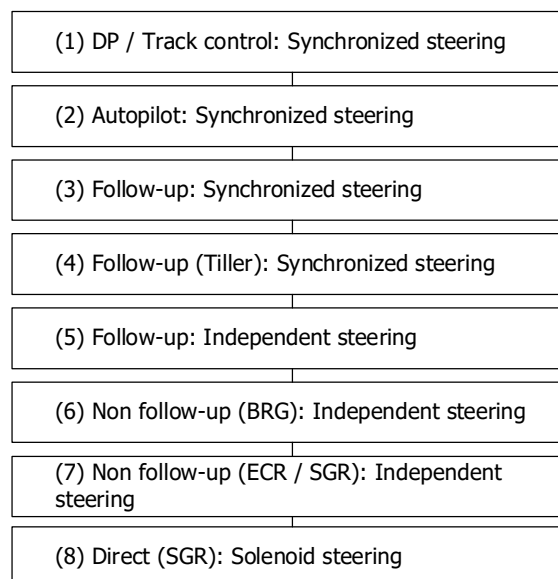 (1) DP / Track control: Synchronized steering
(2) Autopilot: Synchronized steering
(3) Follow-up: Synchronized steering
(4) Follow-up (Tiller): Synchronized steering
(5) Follow-up: Independent steering
(6) Non follow-up (BRG): Independent steering
(7) Non follow-up (ECR / SGR): Independent
steering
(8) Direct (SGR): Solenoid steering